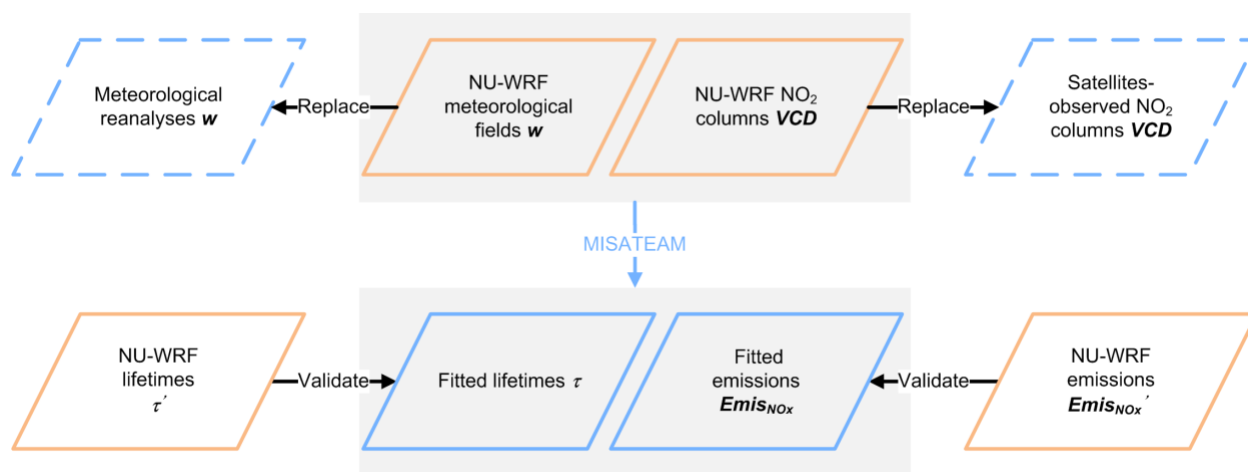 Meteorological
reanalyses w
Replace
NU-WRF
meteorological
fields w
NU-WRF NO₂
columns VCD
Replace
Satellites-
observed NO₂
columns VCD
MISATEAM
NU-WRF
lifetimes
τ′
Validate
Fitted lifetimes τ
Fitted
emissions
EmisNOx
Validate
NU-WRF
emissions
EmisNOx′